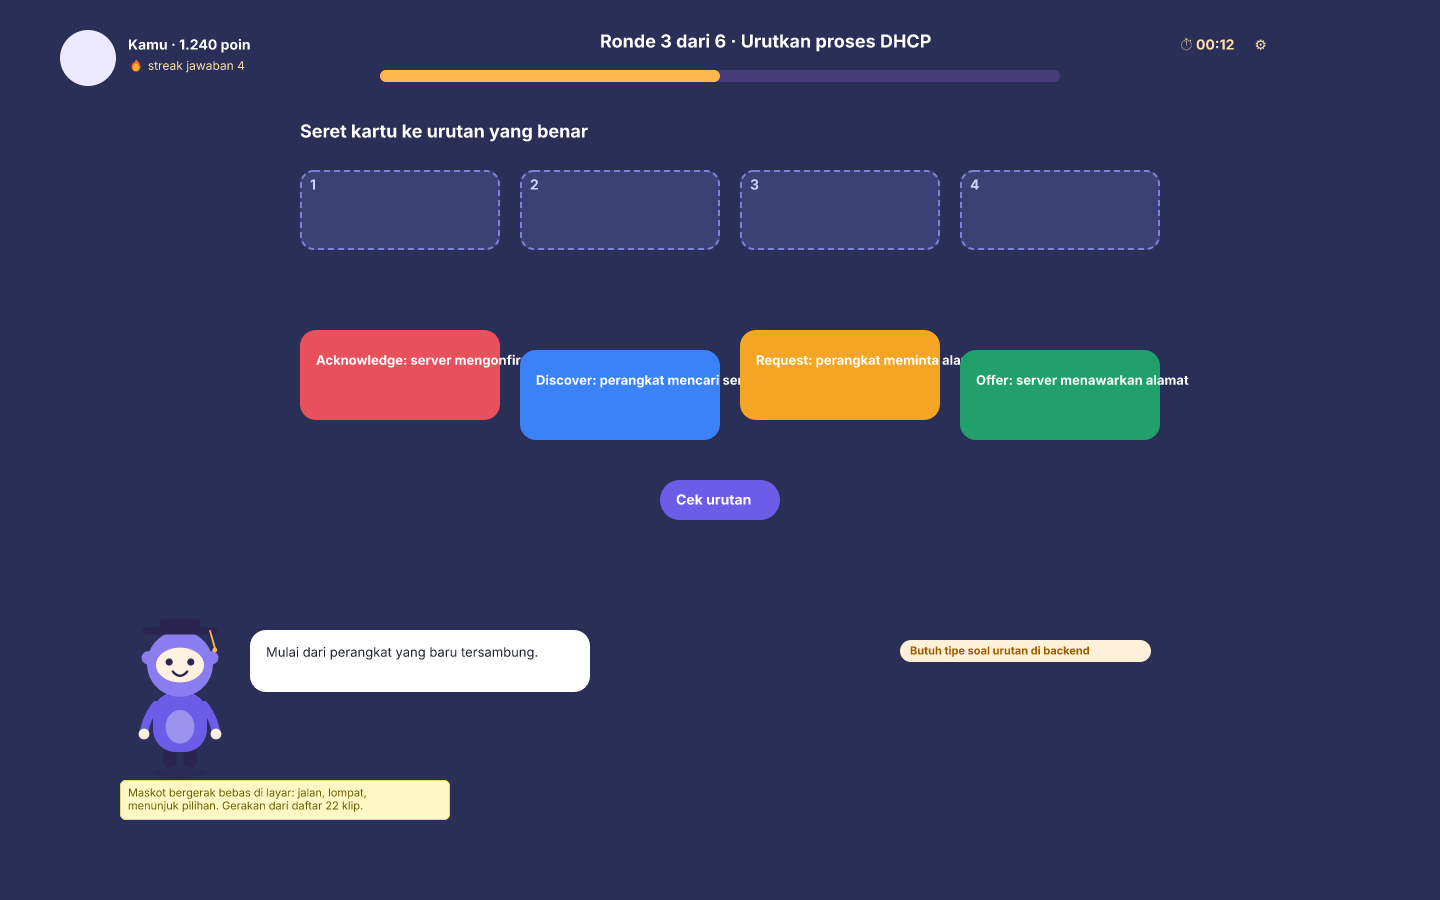 Kamu · 1.240 poin
🔥 streak jawaban 4
Ronde 3 dari 6 · Urutkan proses DHCP
⏱ 00:12 ⚙
Seret kartu ke urutan yang benar
1
2
3
4
Acknowledge: server
Discover: perangkat mencari
Request: perangkat meminta
Offer: server menawarkan alamat
Cek urutan
Mulai dari perangkat yang baru tersambung.
Butuh tipe soal urutan di backend
Maskot bergerak bebas di layar: jalan, lompat,
menunjuk pilihan. Gerakan dari daftar 22 klip.